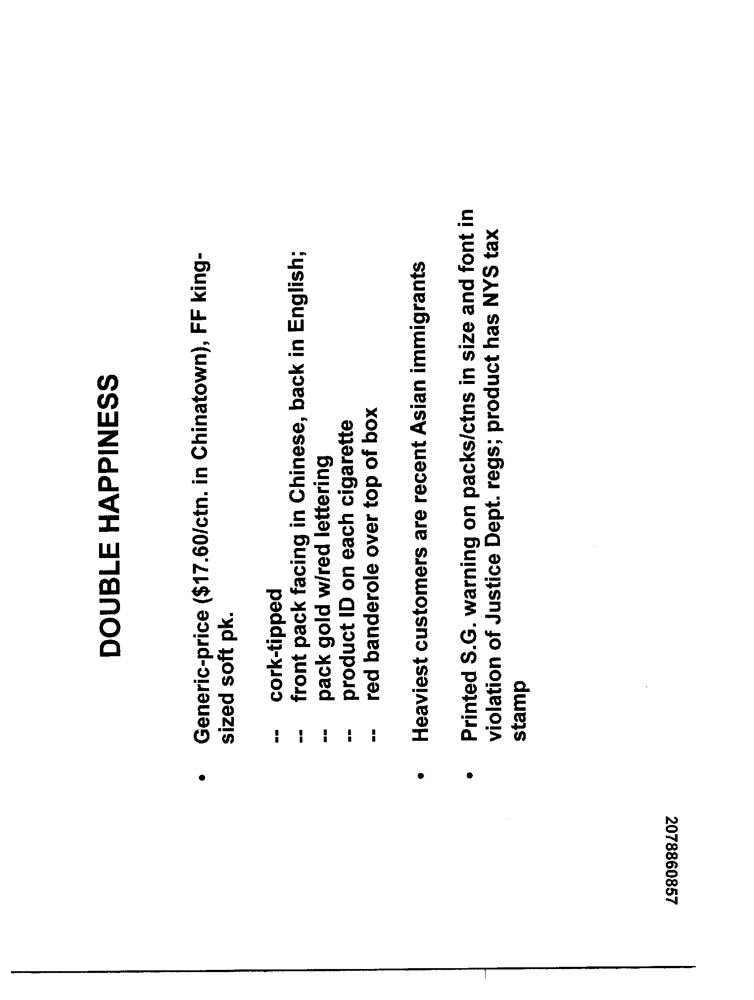 DOUBLE HAPPINESS
• Generic-price ($17.60/ctn. in Chinatown), FF king-
sized soft pk.
-- cork-tipped
-- front pack facing in Chinese, back in English;
-- pack gold w/red lettering
-- product ID on each cigarette
-- red banderole over top of box
• Heaviest customers are recent Asian immigrants
• Printed S.G. warning on packs/ctns in size and font in
violation of Justice Dept. regs; product has NYS tax
stamp
2078860857